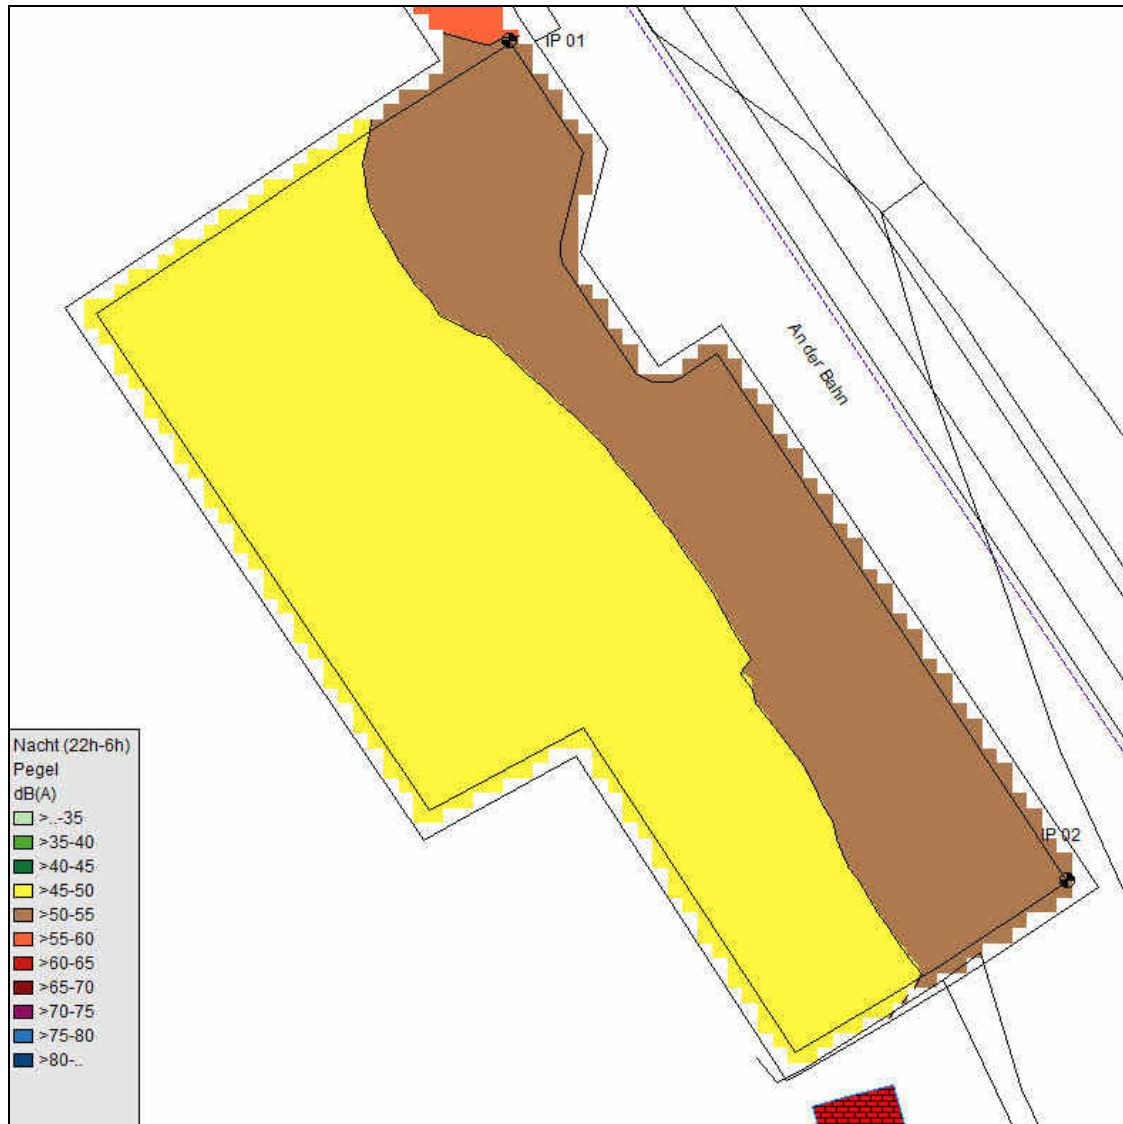 IP 01
An der Bahn
IP 02
Nacht (22h-6h)
Pegel
dB(A)
>..-35
>35-40
>40-45
>45-50
>50-55
>55-60
>60-65
>65-70
>70-75
>75-80
>80-..